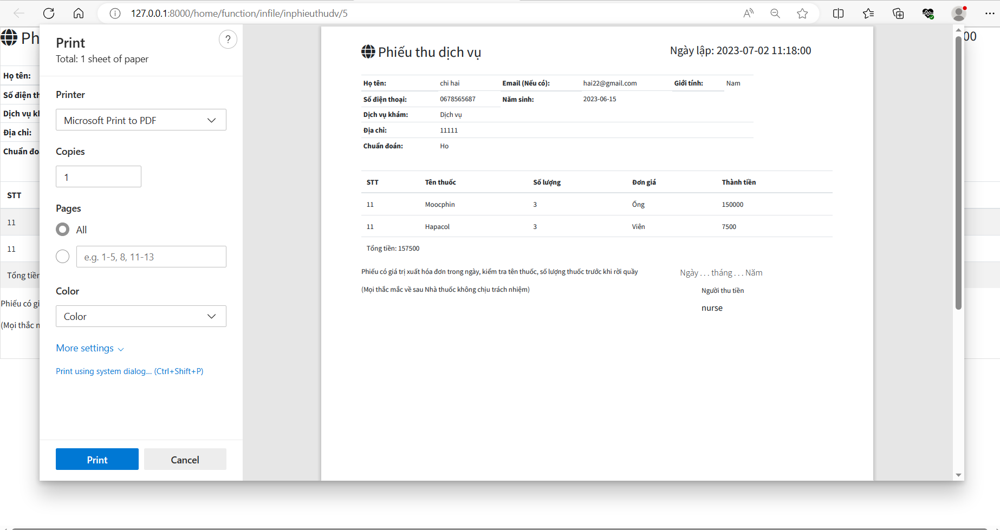 127.0.0.1:8000/home/function/infile/inphieuthudv/5
Print
Total: 1 sheet of paper
?
Printer
Microsoft Print to PDF
Copies
1
Pages
All
e.g. 1-5, 8, 11-13
Color
Color
More settings
Print using system dialog... (Ctrl+Shift+P)
Print Cancel
Phiếu thu dịch vụ Ngày lập: 2023-07-02 11:18:00
Họ tên: chi hai Email (Nếu có): hai22@gmail.com Giới tính: Nam
Số điện thoại: 0678565687 Năm sinh: 2023-06-15
Dịch vụ khám: Dịch vụ
Địa chỉ: 11111
Chuẩn đoán: Ho
STT Tên thuốc Số lượng Đơn giá Thành tiền
11 Moocphin 3 Ống 150000
11 Hapacol 3 Viên 7500
Tổng tiền: 157500
Phiếu có giá trị xuất hóa đơn trong ngày, kiểm tra tên thuốc, số lượng thuốc trước khi rời quầy
(Mọi thắc mắc về sau Nhà thuốc không chịu trách nhiệm)
Ngày . . . tháng . . . Năm
Người thu tiền
nurse
Ph
00
Họ tên:
Số điện th
Dịch vụ kh
Địa chỉ:
Chuẩn đo
STT
11
11
Tổng tiền
Phiếu có gi
(Mọi thắc m